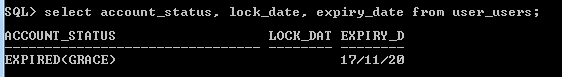 SQL> select account_status, lock_date, expiry_date from user_users;
ACCOUNT_STATUS LOCK_DAT EXPIRY_D
-------------------------------- -------- --------
EXPIRED(GRACE) 17/11/20